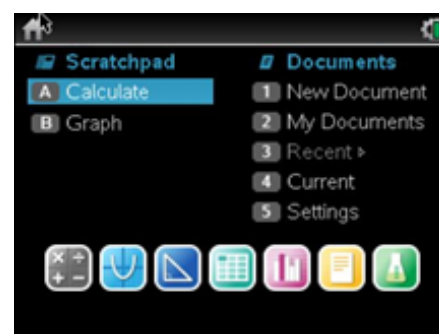 Scratchpad
A Calculate
B Graph
Documents
1 New Document
2 My Documents
3 Recent ▸
4 Current
5 Settings